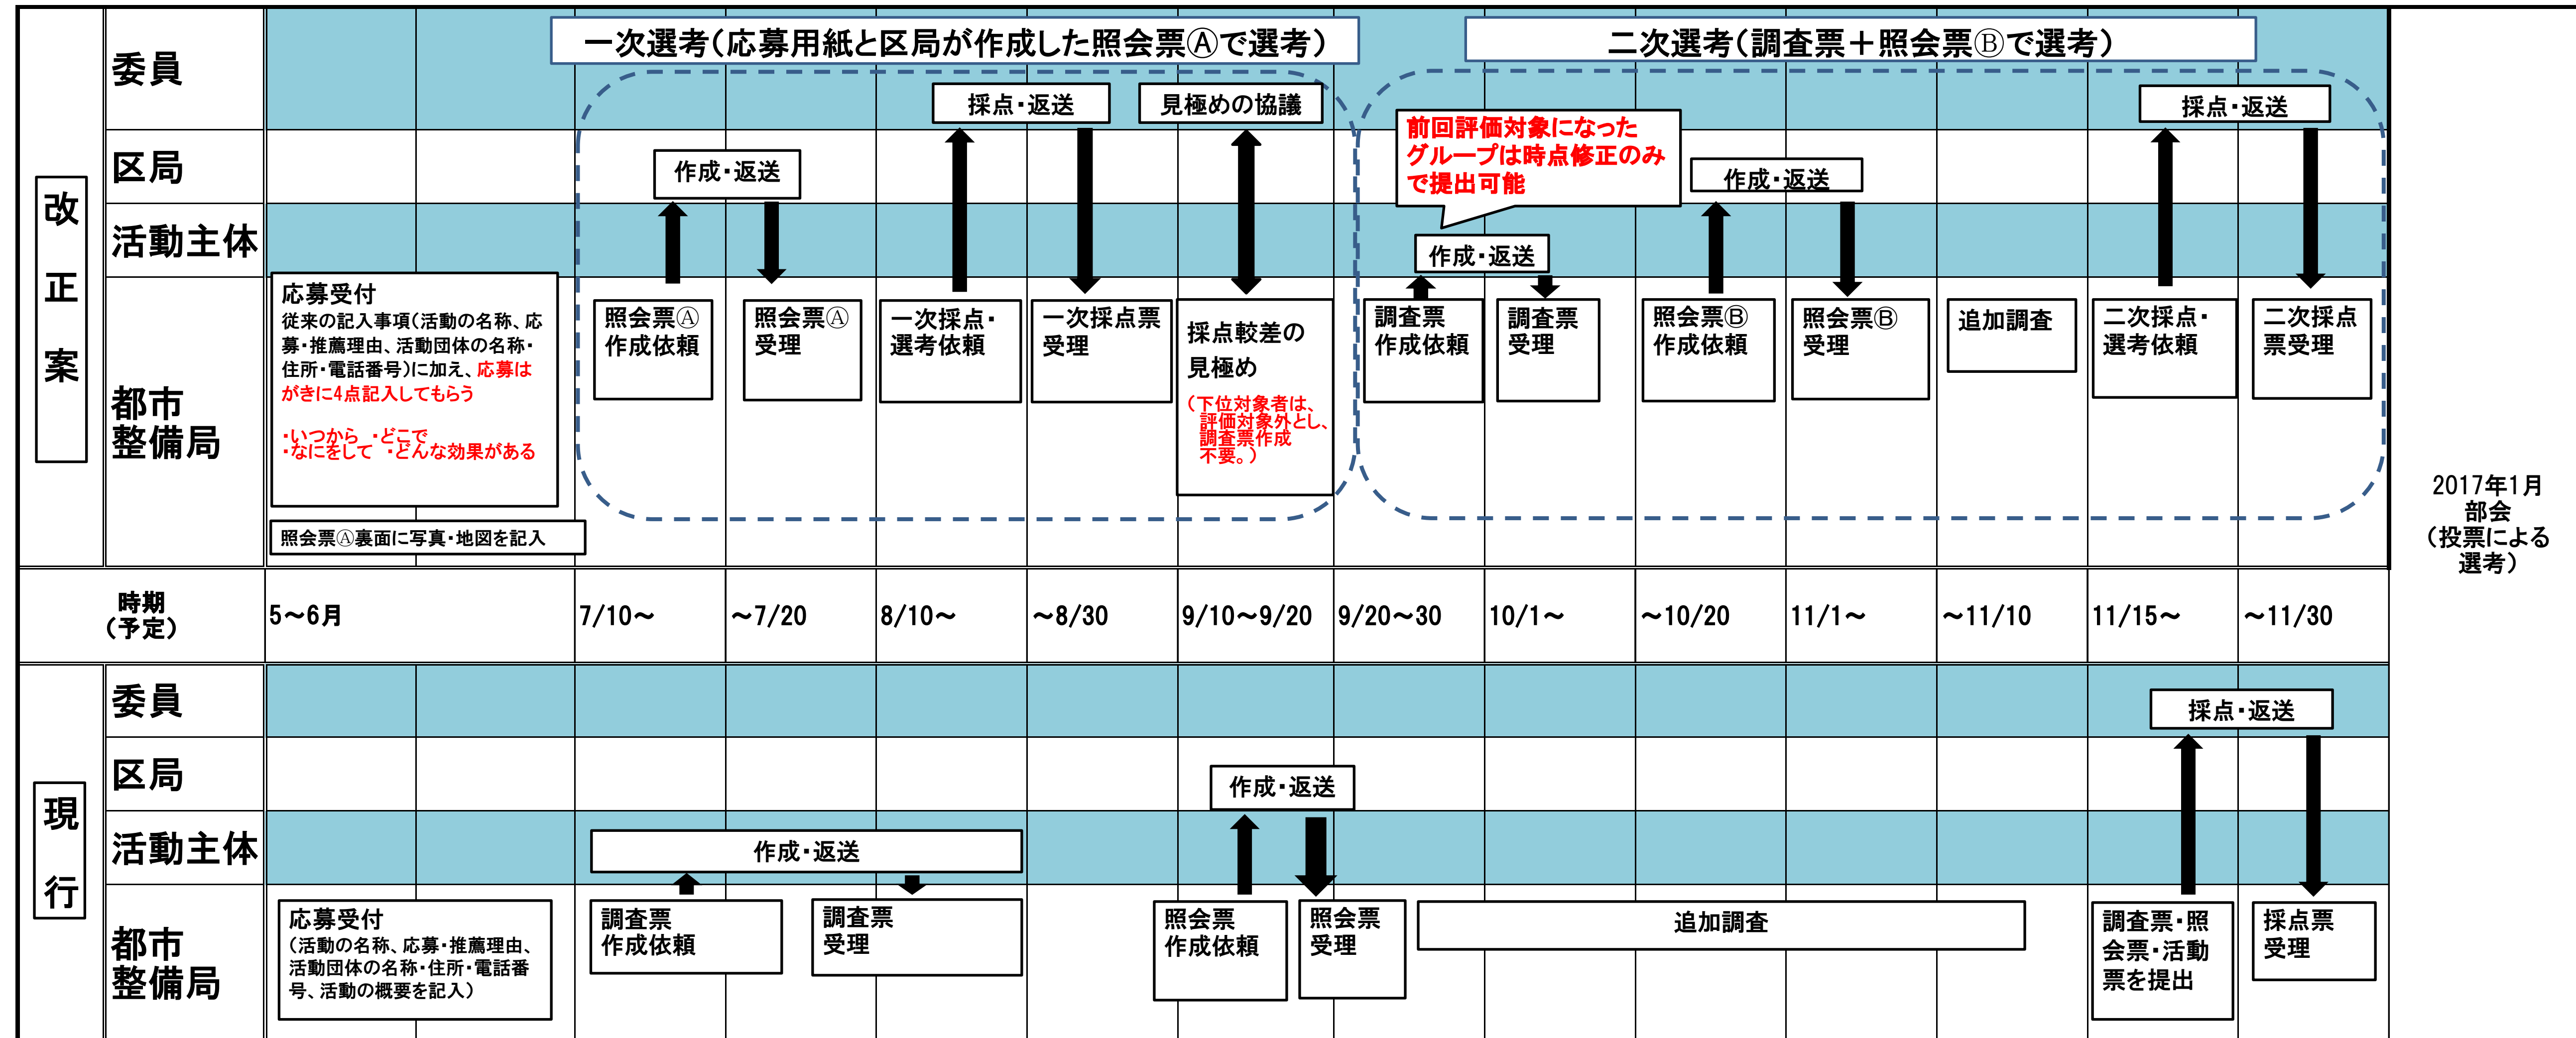 一次選考（応募用紙と区局が作成した照会票Ⓐで選考）
二次選考（調査票＋照会票Ⓑで選考）
改
正
案
委員
区局
活動主体
都市
整備局
採点・返送
見極めの協議
採点・返送
前回評価対象になった
グループは時点修正のみ
で提出可能
作成・返送
作成・返送
作成・返送
応募受付
従来の記入事項（活動の名称、応
募・推薦理由、活動団体の名称・
住所・電話番号）に加え、応募は
がきに4点記入してもらう
・いつから　・どこで
・なにをして　・どんな効果がある
照会票Ⓐ裏面に写真・地図を記入
照会票Ⓐ
作成依頼
照会票Ⓐ
受理
一次採点・
選考依頼
一次採点票
受理
採点較差の
見極め
（下位対象者は、
評価対象外とし、
調査票作成
不要。）
調査票
作成依頼
調査票
受理
照会票Ⓑ
作成依頼
照会票Ⓑ
受理
追加調査
二次採点・
選考依頼
二次採点
票受理
2017年1月
部会
（投票による
選考）
時期
（予定）
5～6月
7/10～
～7/20
8/10～
～8/30
9/10～9/20
9/20～30
10/1～
～10/20
11/1～
～11/10
11/15～
～11/30
現
行
委員
区局
活動主体
都市
整備局
採点・返送
作成・返送
作成・返送
応募受付
（活動の名称、応募・推薦理由、
活動団体の名称・住所・電話番
号、活動の概要を記入）
調査票
作成依頼
調査票
受理
照会票
作成依頼
照会票
受理
追加調査
調査票・照
会票・活動
票を提出
採点票
受理